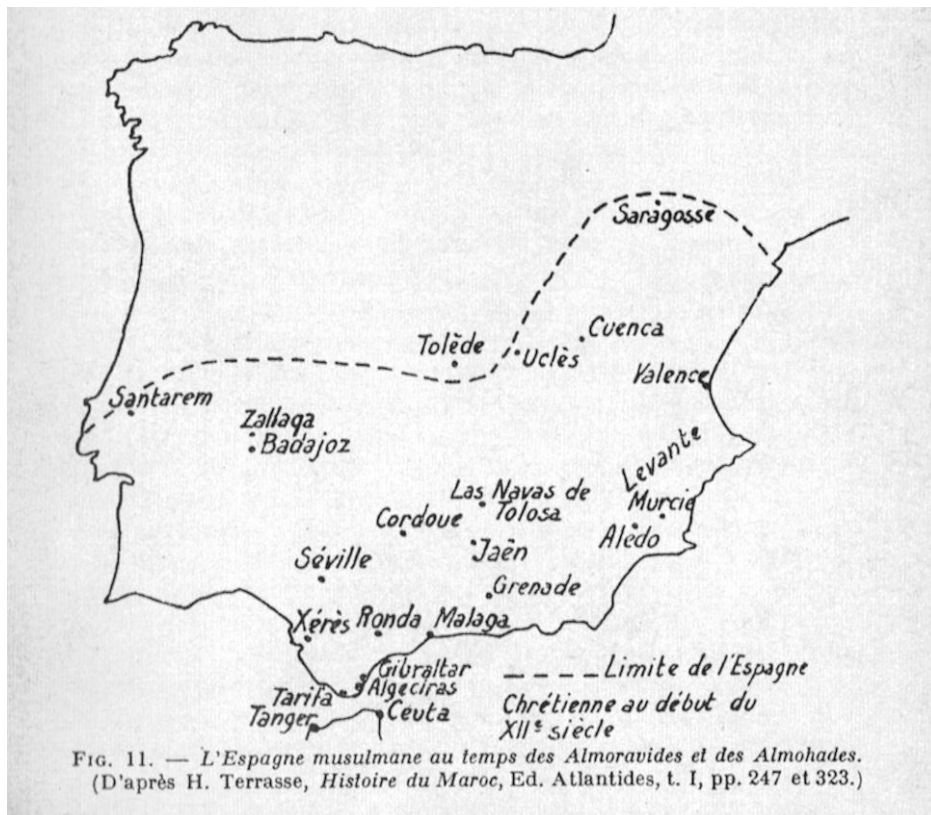 Saragosse
Cuenca
Tolède
Uclès
Valence
Santarem
Zallaga
Badajoz
Levante
Las Navas de
Tolosa
Murcie
Cordoue
Alédo
Jaën
Séville
Grenade
Xérès
Ronda
Malaga
Gibraltar
Algeciras
Tarifa
Tanger
Ceuta
Limite de l'Espagne
Chrétienne au début du
XIIe siècle
FIG. 11. — L'Espagne musulmane au temps des Almoravides et des Almohades.
(D'après H. Terrasse, Histoire du Maroc, Ed. Atlantides, t. I, pp. 247 et 323.)